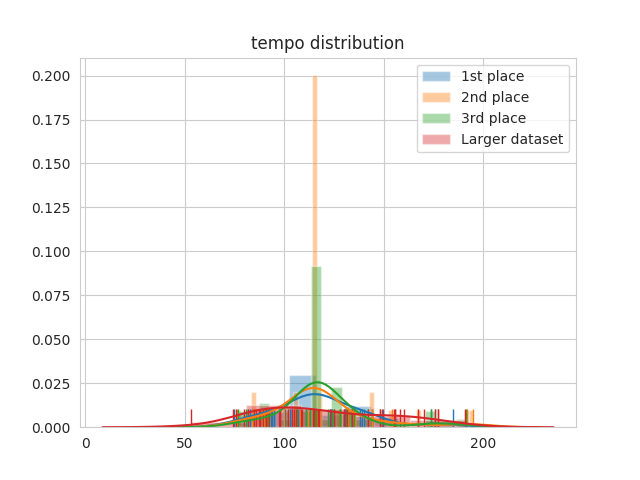 tempo distribution
1st place
2nd place
3rd place
Larger dataset
0.200
0.175
0.150
0.125
0.100
0.075
0.050
0.025
0.000
0 50 100 150 200